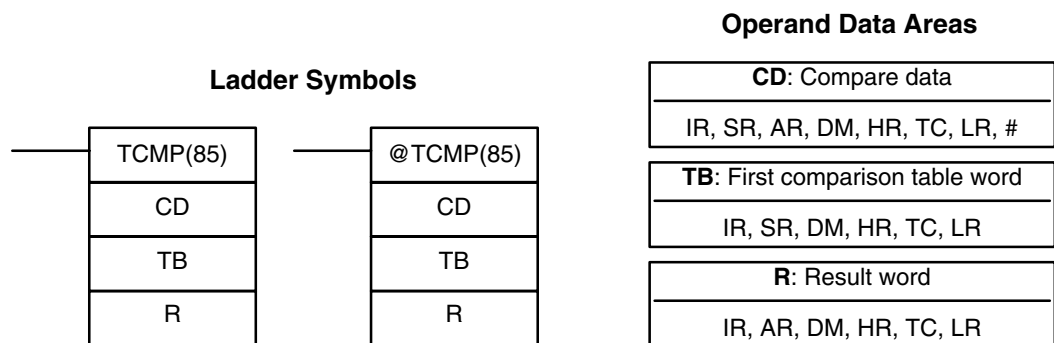 Ladder Symbols
TCMP(85)
CD
TB
R
@TCMP(85)
CD
TB
R
Operand Data Areas
CD: Compare data
IR, SR, AR, DM, HR, TC, LR, #
TB: First comparison table word
IR, SR, DM, HR, TC, LR
R: Result word
IR, AR, DM, HR, TC, LR